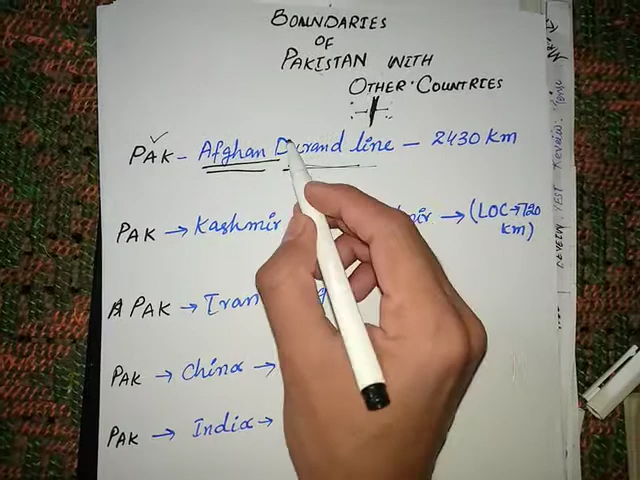 BOUNDARIES
OF
PAKISTAN WITH
OTHER COUNTRIES
PAK - Afghan Durand line - 2430 km
PAK → Kashmir → (LOC → 720
km)
PAK → Iran
PAK → China →
PAK → India →